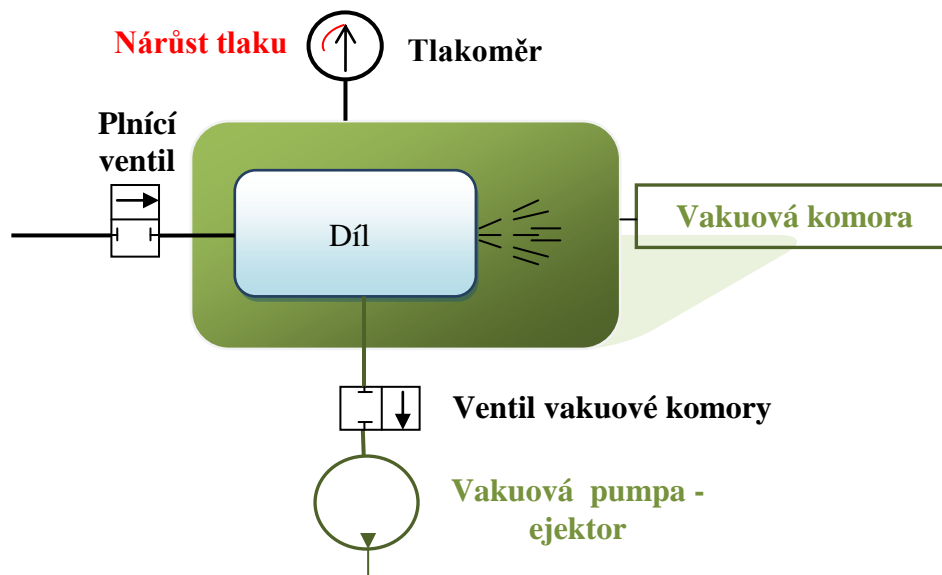 Nárůst tlaku
Tlakoměr
Plnící
ventil
Díl
Vakuová komora
Ventil vakuové komory
Vakuová pumpa -
ejektor